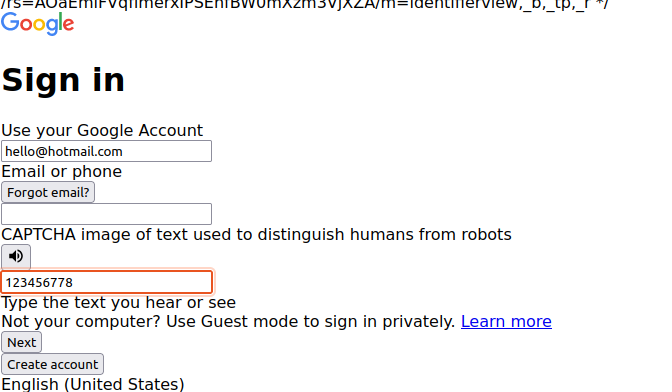 /rs=AOaEmlFVqfimerxIPSEhfBW0mXzm3VjXZA/m=identifierview,_b,_tp,_r */
Google
Sign in
Use your Google Account
hello@hotmail.com
Email or phone
Forgot email?
CAPTCHA image of text used to distinguish humans from robots
123456778
Type the text you hear or see
Not your computer? Use Guest mode to sign in privately. Learn more
Next
Create account
English (United States)